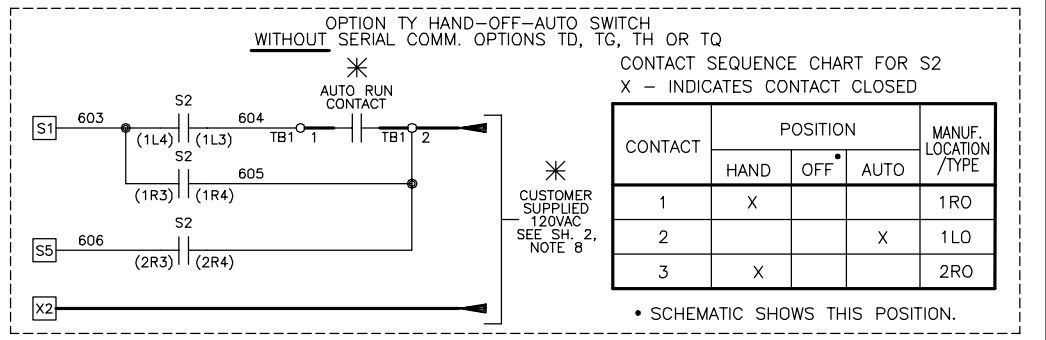 OPTION TY HAND-OFF-AUTO SWITCH
WITHOUT SERIAL COMM. OPTIONS TD, TG, TH OR TQ
AUTO RUN
CONTACT
S2
S1 603 604 TB1 1 TB1 2
(1L4) (1L3)
S2
605
(1R3) (1R4)
S2
S5 606
(2R3) (2R4)
X2
CUSTOMER
SUPPLIED
120VAC
SEE SH. 2,
NOTE 8
CONTACT SEQUENCE CHART FOR S2
X - INDICATES CONTACT CLOSED
CONTACT POSITION MANUF. LOCATION /TYPE
HAND OFF• AUTO
1 X 1RO
2 X 1LO
3 X 2RO
• SCHEMATIC SHOWS THIS POSITION.